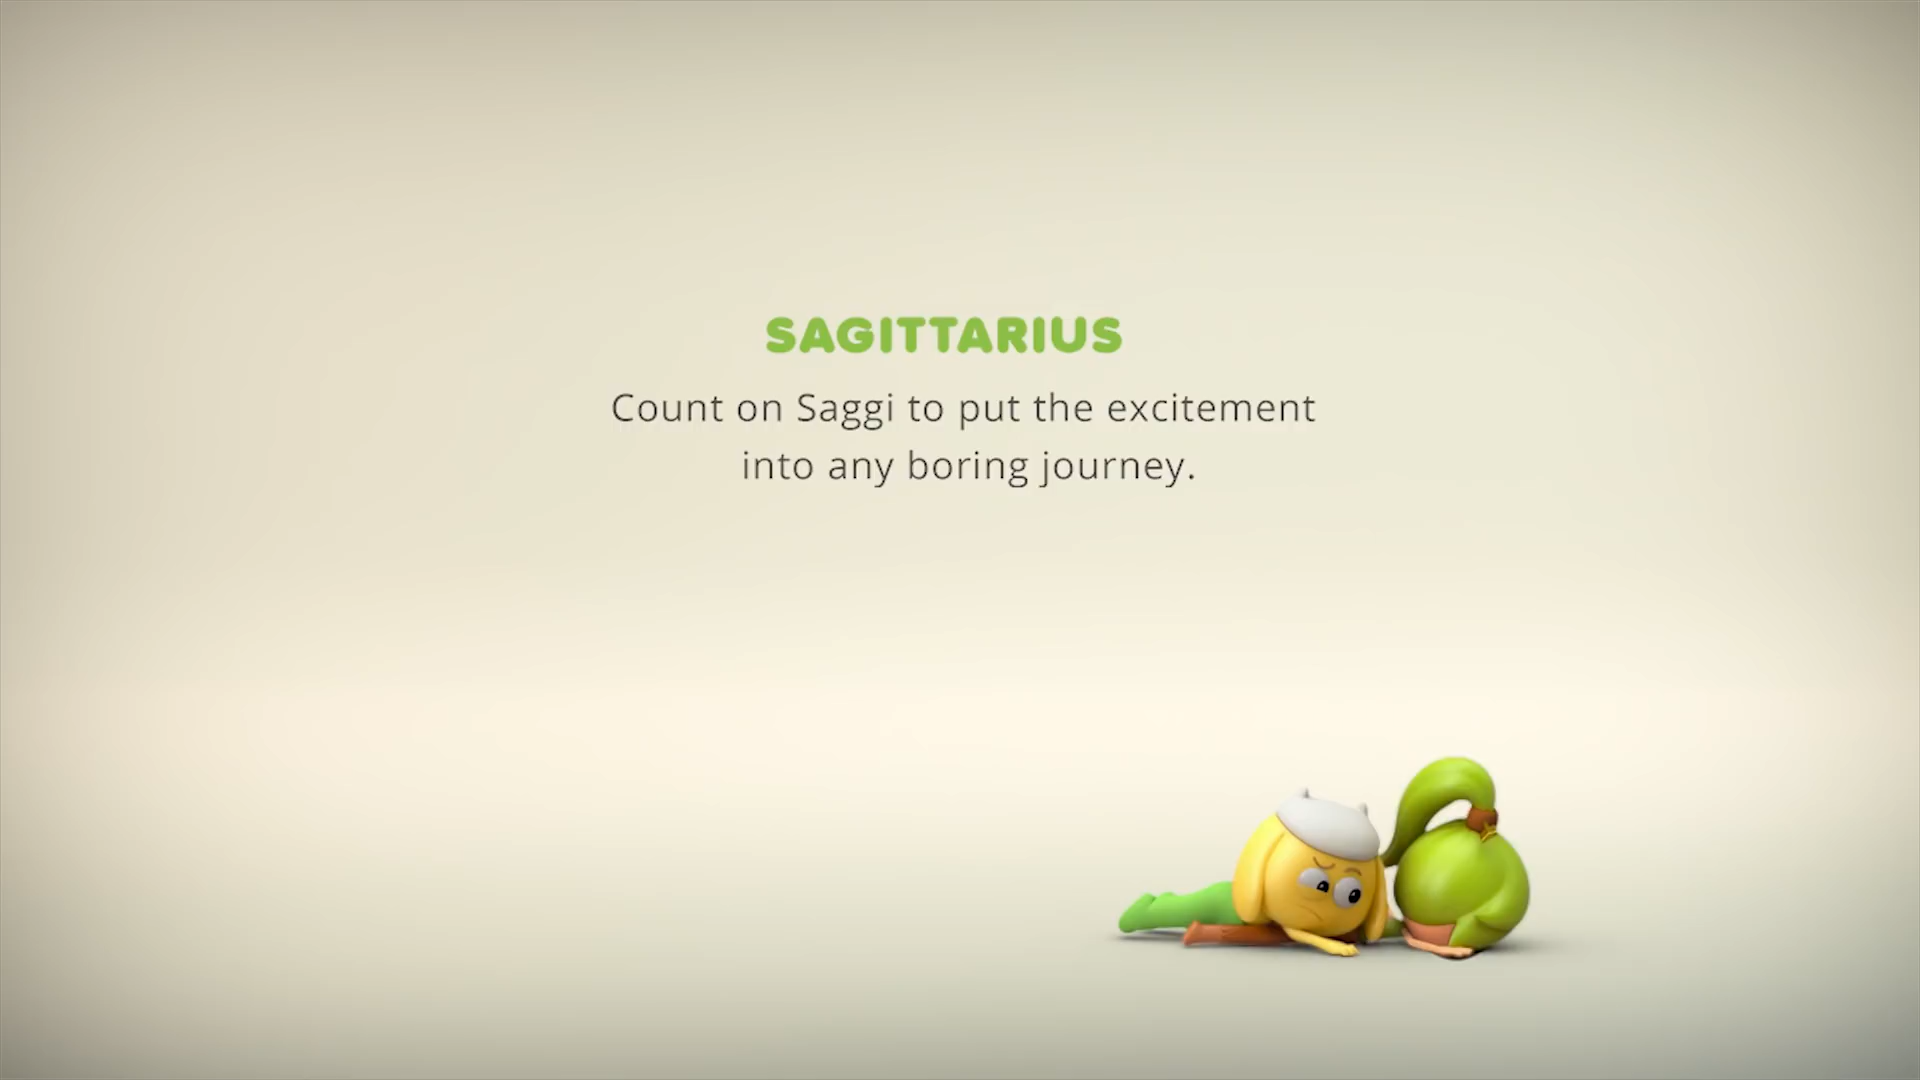 SAGITTARIUS
Count on Saggi to put the excitement
into any boring journey.